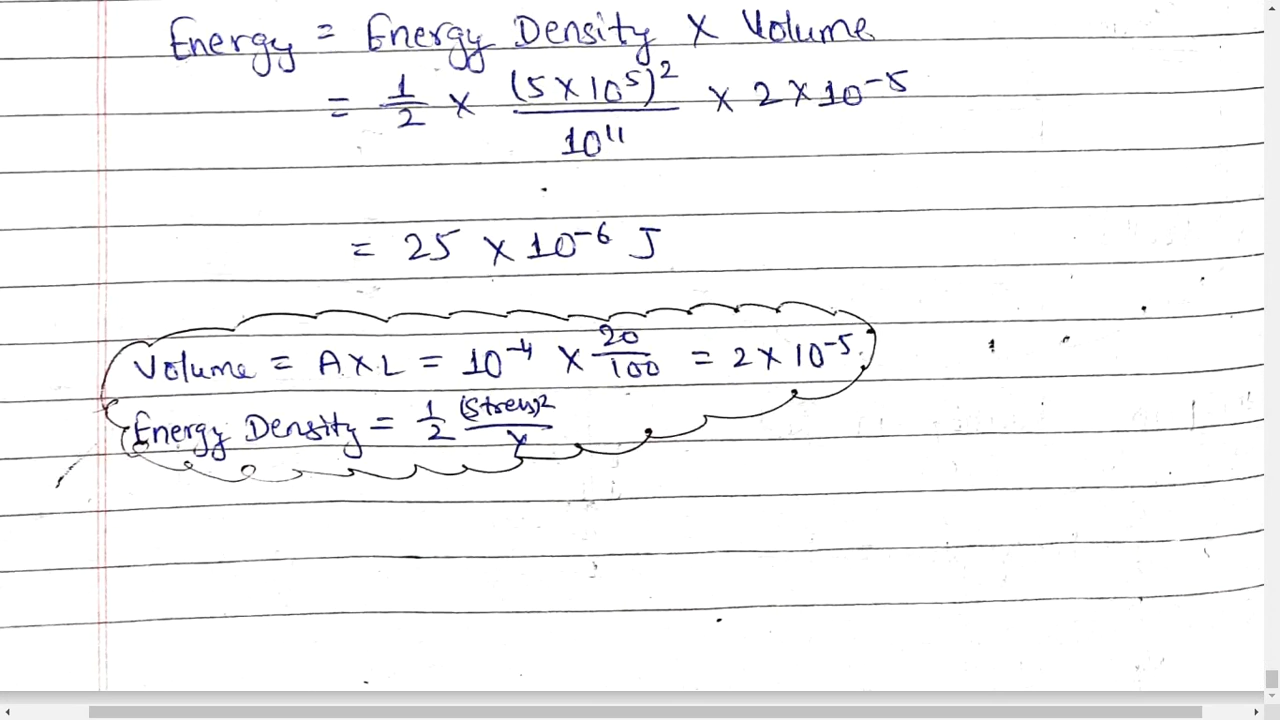 Energy = Energy Density × Volume
= 1/2 × (5×10^5)^2/10^11 × 2×10^-5
= 25 × 10^-6 J
Volume = A×L = 10^-4 × 20/100 = 2×10^-5
Energy Density = 1/2 (Stress)^2/Y